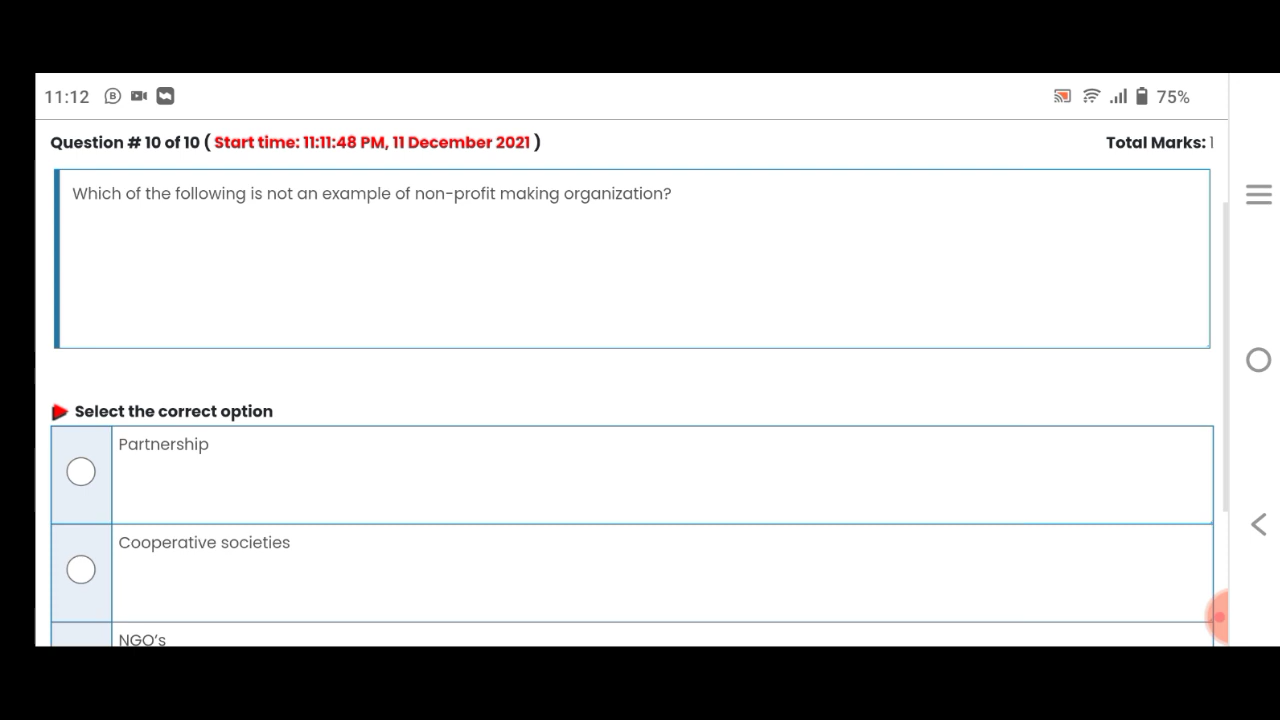 11:12
75%
Question # 10 of 10 ( Start time: 11:11:48 PM, 11 December 2021 )
Total Marks: 1
Which of the following is not an example of non-profit making organization?
Select the correct option
Partnership
Cooperative societies
NGO's